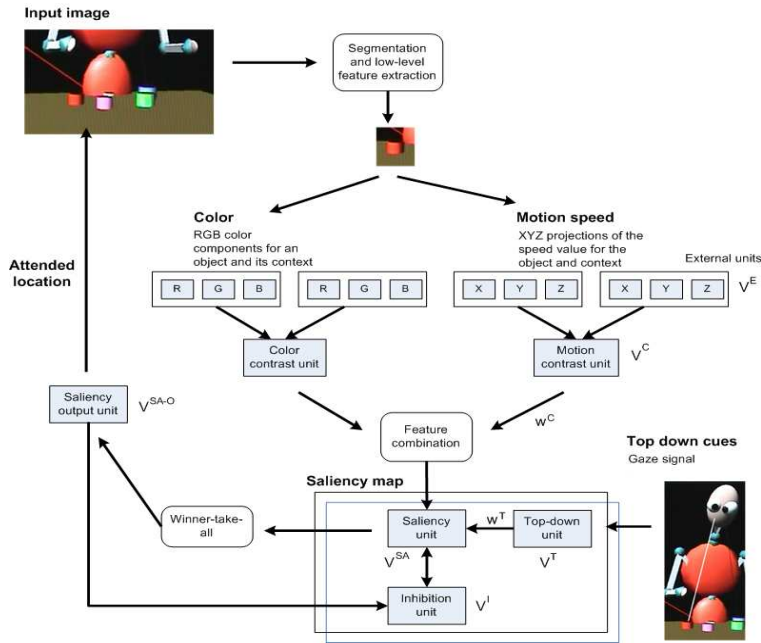 Input image
Segmentation
and low-level
feature extraction
Color
RGB color
components for an
object and its context
Motion speed
XYZ projections of the
speed value for the
object and context
External units
Attended
location
R G B
R G B
X Y Z
X Y Z
V^E
Color
contrast unit
Motion
contrast unit
V^C
Saliency
output unit
V^SA-O
w^C
Feature
combination
Top down cues
Gaze signal
Saliency map
Winner-take-
all
Saliency
unit
w^T
Top-down
unit
V^SA
V^T
Inhibition
unit
V^I